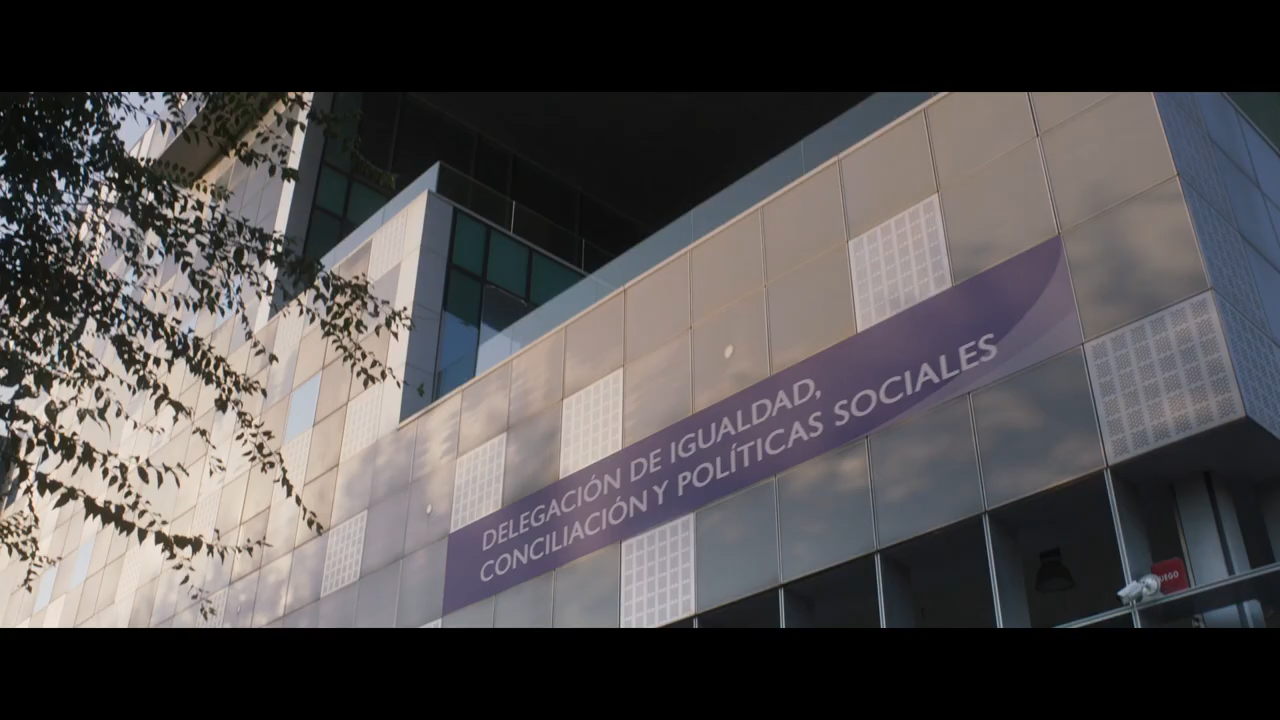 DELEGACIÓN DE IGUALDAD,
CONCILIACIÓN Y POLÍTICAS SOCIALES